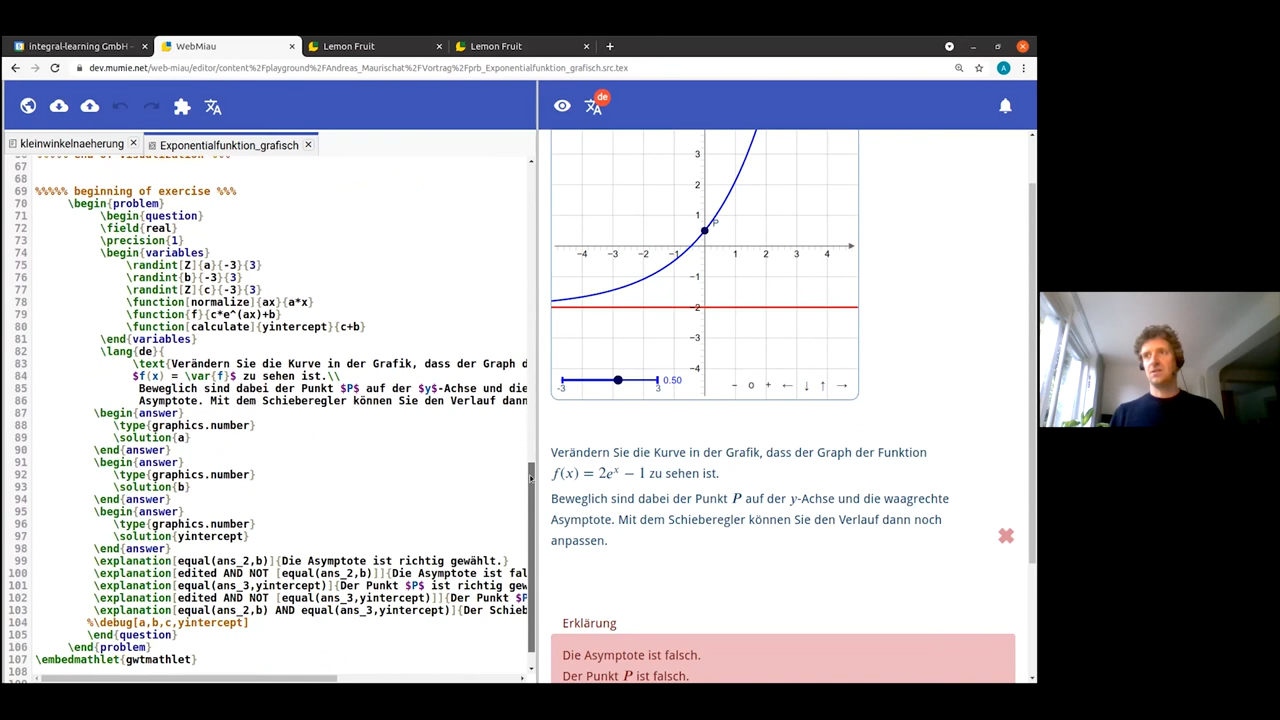 integral-learning GmbH
WebMiau
Lemon Fruit
Lemon Fruit
dev.mumie.net/web-miau/editor/content%2Fplayground%2FAndreas_Maurischat%2FVortrag%2Fprb_Exponentialfunktion_grafisch.src.tex
A
de
kleinwinkelnaeherung
Exponentialfunktion_grafisch
67
68
69 %%%%% beginning of exercise %%%
70 \begin{problem}
71 \begin{question}
72 \field{real}
73 \precision{1}
74 \begin{variables}
75 \randint[Z]{a}{-3}{3}
76 \randint{b}{-3}{3}
77 \randint[Z]{c}{-3}{3}
78 \function[normalize]{ax}{a*x}
79 \function{f}{c*e^(ax)+b}
80 \function[calculate]{yintercept}{c+b}
81 \end{variables}
82 \lang{de}{
83 \text{Verändern Sie die Kurve in der Grafik, dass der Graph d
84 $f(x) = \var{f}$ zu sehen ist.\\
85 Beweglich sind dabei der Punkt $P$ auf der $y$-Achse und die
86 Asymptote. Mit dem Schieberegler können Sie den Verlauf dann
87 \begin{answer}
88 \type{graphics.number}
89 \solution{a}
90 \end{answer}
91 \begin{answer}
92 \type{graphics.number}
93 \solution{b}
94 \end{answer}
95 \begin{answer}
96 \type{graphics.number}
97 \solution{yintercept}
98 \end{answer}
99 \explanation[equal(ans_2,b)]{Die Asymptote ist richtig gewählt.}
100 \explanation[edited AND NOT [equal(ans_2,b)]]{Die Asymptote ist fal
101 \explanation[equal(ans_3,yintercept)]{Der Punkt $P$ ist richtig gew
102 \explanation[edited AND NOT [equal(ans_3,yintercept)]]{Der Punkt $P
103 \explanation[equal(ans_2,b) AND equal(ans_3,yintercept)]{Der Schieb
104 %\debug[a,b,c,yintercept]
105 \end{question}
106 \end{problem}
107 \embedmathlet{gwtmathlet}
108
3
2
1
P
−4 −3 −2 −1 1 2 3 4
−1
−2
−3
−4
-3 3 0.50
− o + ← ↓ ↑ →
Verändern Sie die Kurve in der Grafik, dass der Graph der Funktion
f(x) = 2eˣ − 1 zu sehen ist.
Beweglich sind dabei der Punkt P auf der y-Achse und die waagrechte
Asymptote. Mit dem Schieberegler können Sie den Verlauf dann noch
anpassen.
Erklärung
Die Asymptote ist falsch.
Der Punkt P ist falsch.